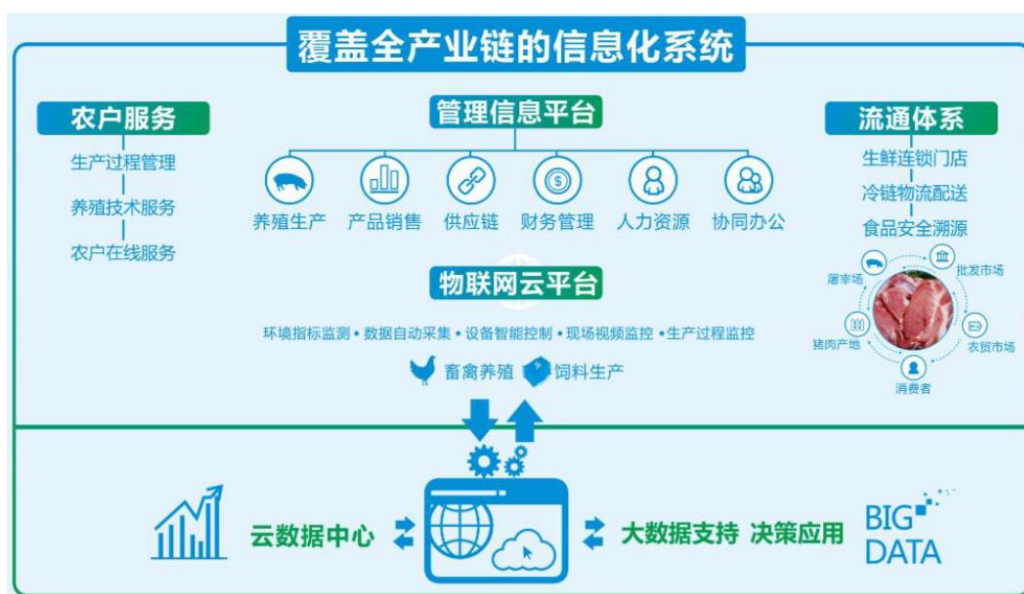 覆盖全产业链的信息化系统
农户服务
生产过程管理
养殖技术服务
农户在线服务
管理信息平台
养殖生产
产品销售
供应链
财务管理
人力资源
协同办公
物联网云平台
环境指标监测•数据自动采集•设备智能控制•现场视频监控•生产过程监控
畜禽养殖
饲料生产
流通体系
生鲜连锁门店
冷链物流配送
食品安全溯源
屠宰场
批发市场
猪肉产地
农贸市场
消费者
云数据中心
大数据支持 决策应用
BIG
DATA